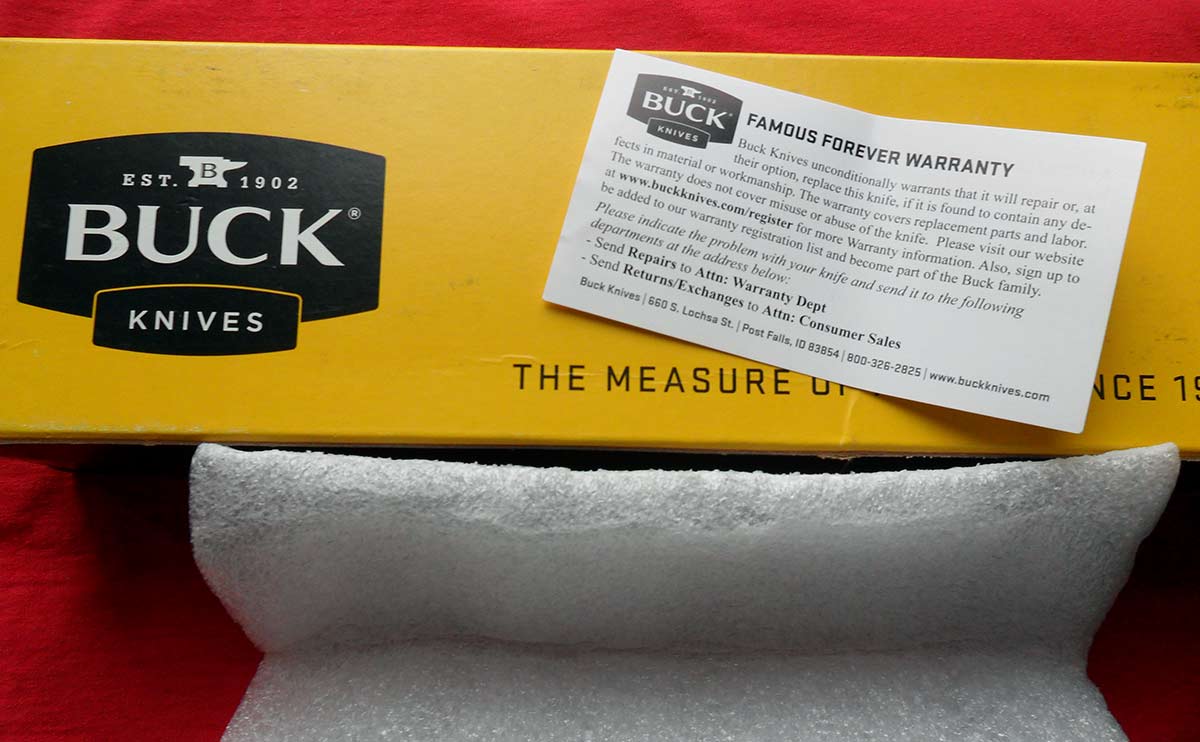 EST. B 1902
BUCK®
KNIVES
THE MEASURE
NCE 19
EST. B 1902
BUCK
KNIVES
FAMOUS FOREVER WARRANTY
Buck Knives unconditionally warrants that it will repair or, at
their option, replace this knife, if it is found to contain any de-
fects in material or workmanship. The warranty covers replacement parts and labor.
The warranty does not cover misuse or abuse of the knife. Please visit our website
at www.buckknives.com/register for more Warranty information. Also, sign up to
be added to our warranty registration list and become part of the Buck family.
Please indicate the problem with your knife and send it to the following
departments at the address below:
- Send Repairs to Attn: Warranty Dept
- Send Returns/Exchanges to Attn: Consumer Sales
Buck Knives | 660 S. Lochsa St. | Post Falls, ID 83854 | 800-326-2825 | www.buckknives.com